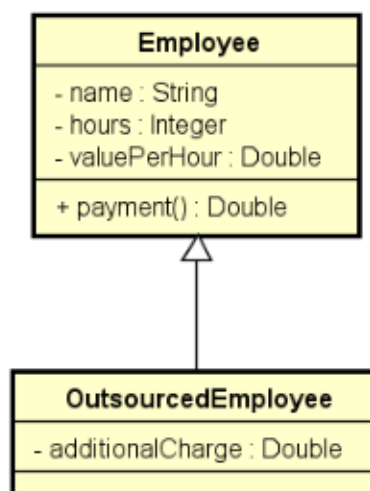 Employee
- name : String
- hours : Integer
- valuePerHour : Double
+ payment() : Double
OutsourcedEmployee
- additionalCharge : Double